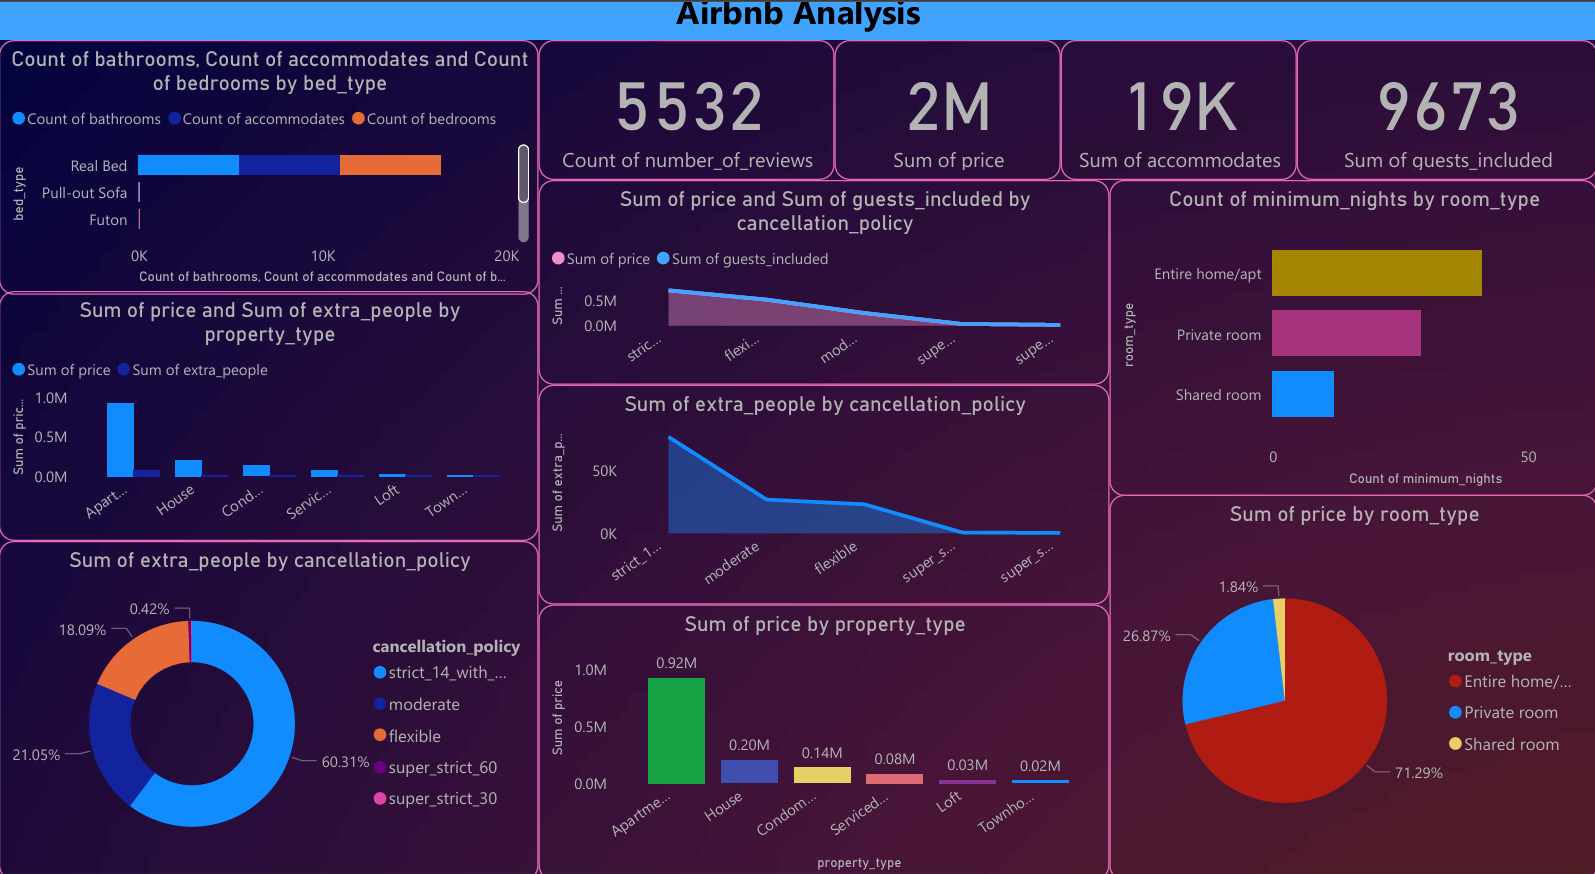 Airbnb Analysis
Count of bathrooms, Count of accommodates and Count
of bedrooms by bed_type
Count of bathrooms Count of accommodates Count of bedrooms
bed_type
Real Bed
Pull-out Sofa
Futon
0K 10K 20K
Count of bathrooms, Count of accommodates and Count of b...
5532
Count of number_of_reviews
2M
Sum of price
19K
Sum of accommodates
9673
Sum of guests_included
Sum of price and Sum of guests_included by
cancellation_policy
Sum of price Sum of guests_included
Sum ...
0.5M
0.0M
stric... flexi... mod... supe... supe...
Count of minimum_nights by room_type
room_type
Entire home/apt
Private room
Shared room
0 50
Count of minimum_nights
Sum of price and Sum of extra_people by
property_type
Sum of price Sum of extra_people
Sum of pric...
1.0M
0.5M
0.0M
Apart... House Cond... Servic... Loft Town...
Sum of extra_people by cancellation_policy
Sum of extra_p...
50K
0K
strict_1... moderate flexible super_s... super_s...
Sum of extra_people by cancellation_policy
0.42%
18.09%
21.05%
60.31%
cancellation_policy
strict_14_with_...
moderate
flexible
super_strict_60
super_strict_30
Sum of price by property_type
Sum of price
1.0M
0.5M
0.0M
0.92M
0.20M
0.14M
0.08M
0.03M
0.02M
Apartme... House Condom... Serviced... Loft Townho...
property_type
Sum of price by room_type
1.84%
26.87%
71.29%
room_type
Entire home/...
Private room
Shared room